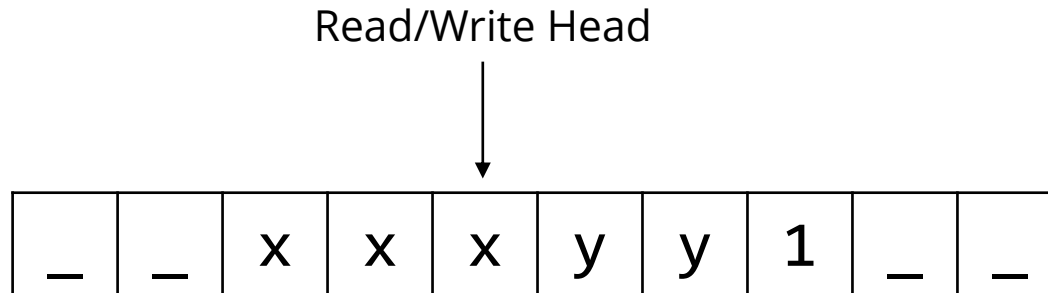 Read/Write Head
_ _ x x x y y 1 _ _